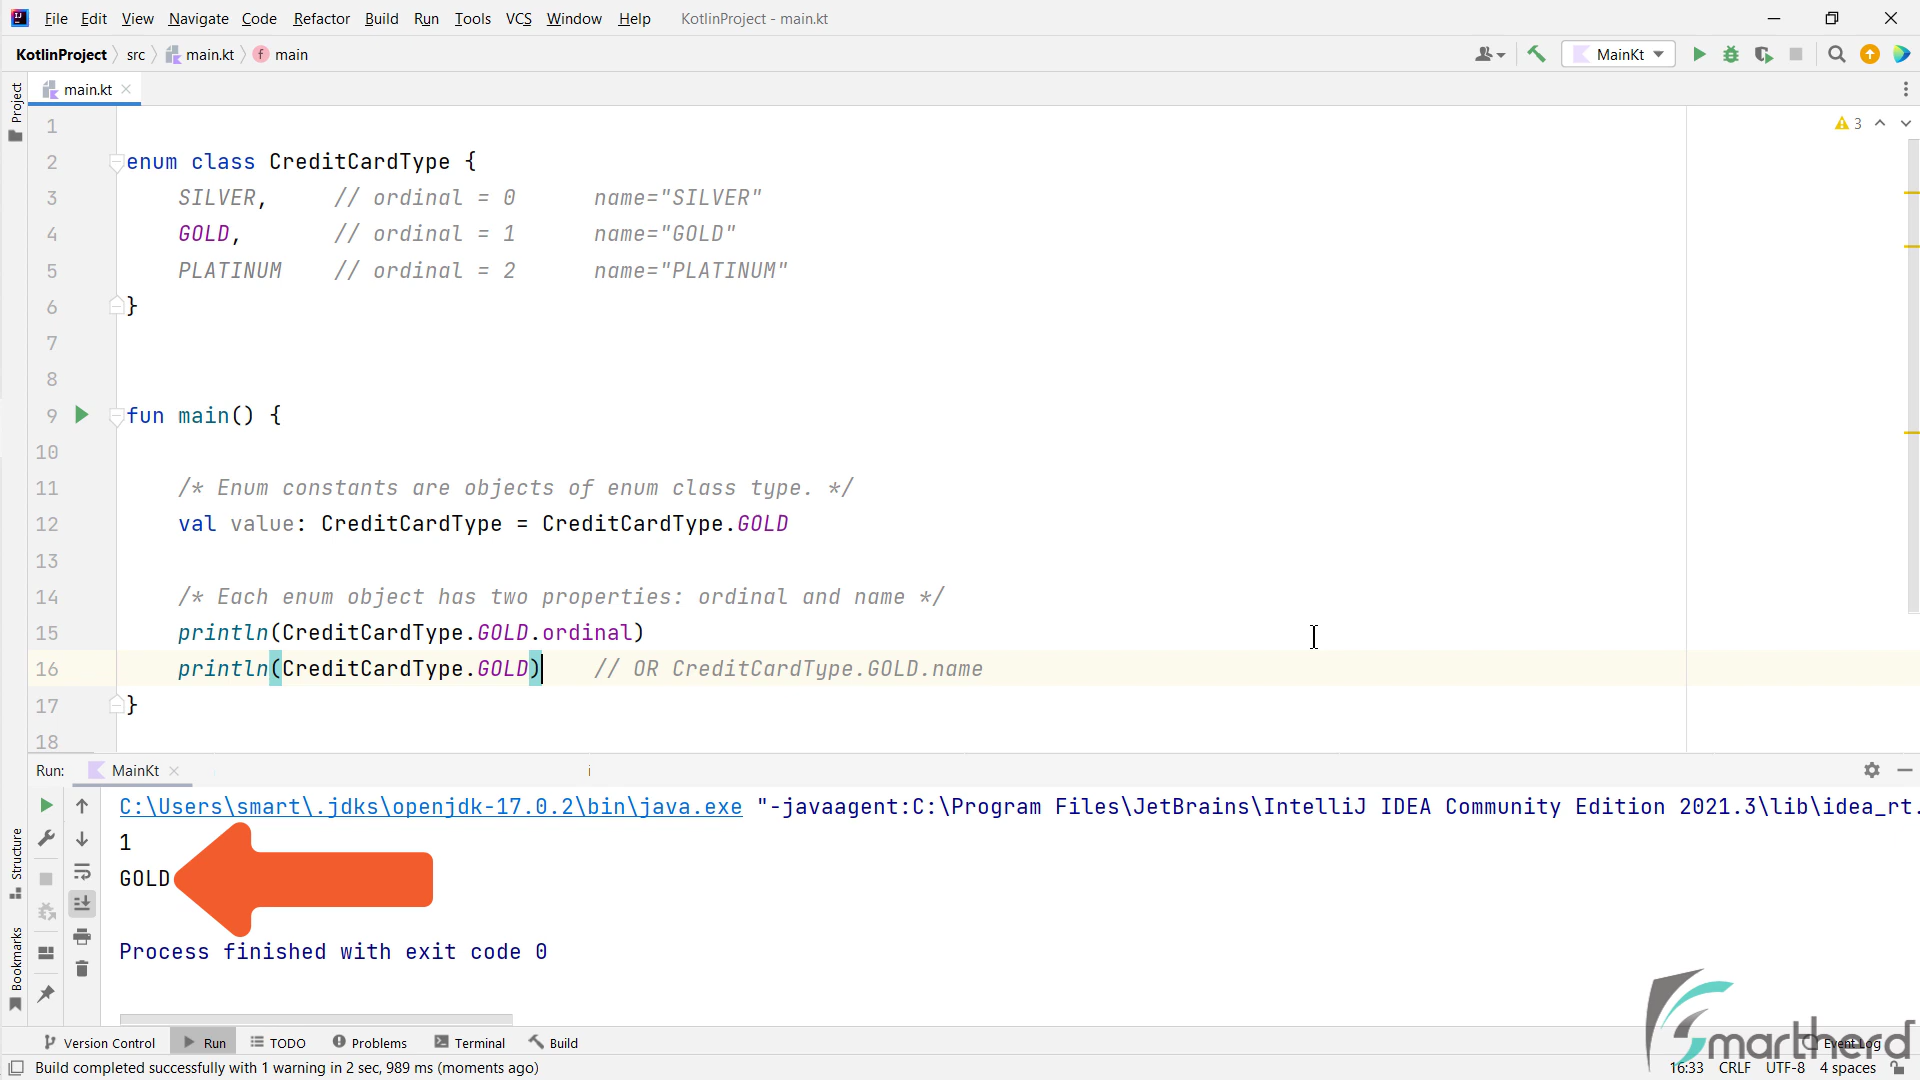 File Edit View Navigate Code Refactor Build Run Tools VCS Window Help KotlinProject - main.kt
KotlinProject src main.kt main
MainKt
Project
main.kt
3
1
2 enum class CreditCardType {
3 SILVER, // ordinal = 0 name="SILVER"
4 GOLD, // ordinal = 1 name="GOLD"
5 PLATINUM // ordinal = 2 name="PLATINUM"
6 }
7
8
9 fun main() {
10
11 /* Enum constants are objects of enum class type. */
12 val value: CreditCardType = CreditCardType.GOLD
13
14 /* Each enum object has two properties: ordinal and name */
15 println(CreditCardType.GOLD.ordinal)
16 println(CreditCardType.GOLD) // OR CreditCardType.GOLD.name
17 }
18
Run: MainKt
C:\Users\smart\.jdks\openjdk-17.0.2\bin\java.exe "-javaagent:C:\Program Files\JetBrains\IntelliJ IDEA Community Edition 2021.3\lib\idea_rt.
1
GOLD
Process finished with exit code 0
Structure
Bookmarks
Version Control Run TODO Problems Terminal Build Event Log
smartherd
Build completed successfully with 1 warning in 2 sec, 989 ms (moments ago) 16:33 CRLF UTF-8 4 spaces